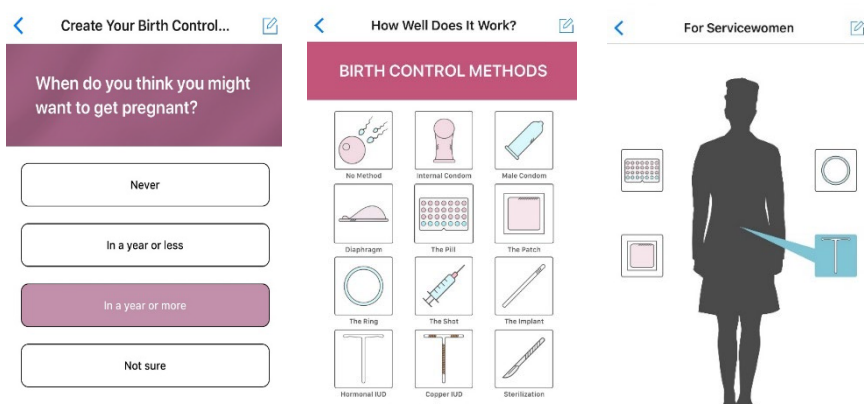 Create Your Birth Control...
When do you think you might
want to get pregnant?
Never
In a year or less
In a year or more
Not sure
How Well Does It Work?
BIRTH CONTROL METHODS
No Method
Internal Condom
Male Condom
Diaphragm
The Pill
The Patch
The Ring
The Shot
The Implant
Hormonal IUD
Copper IUD
Sterilization
For Servicewomen